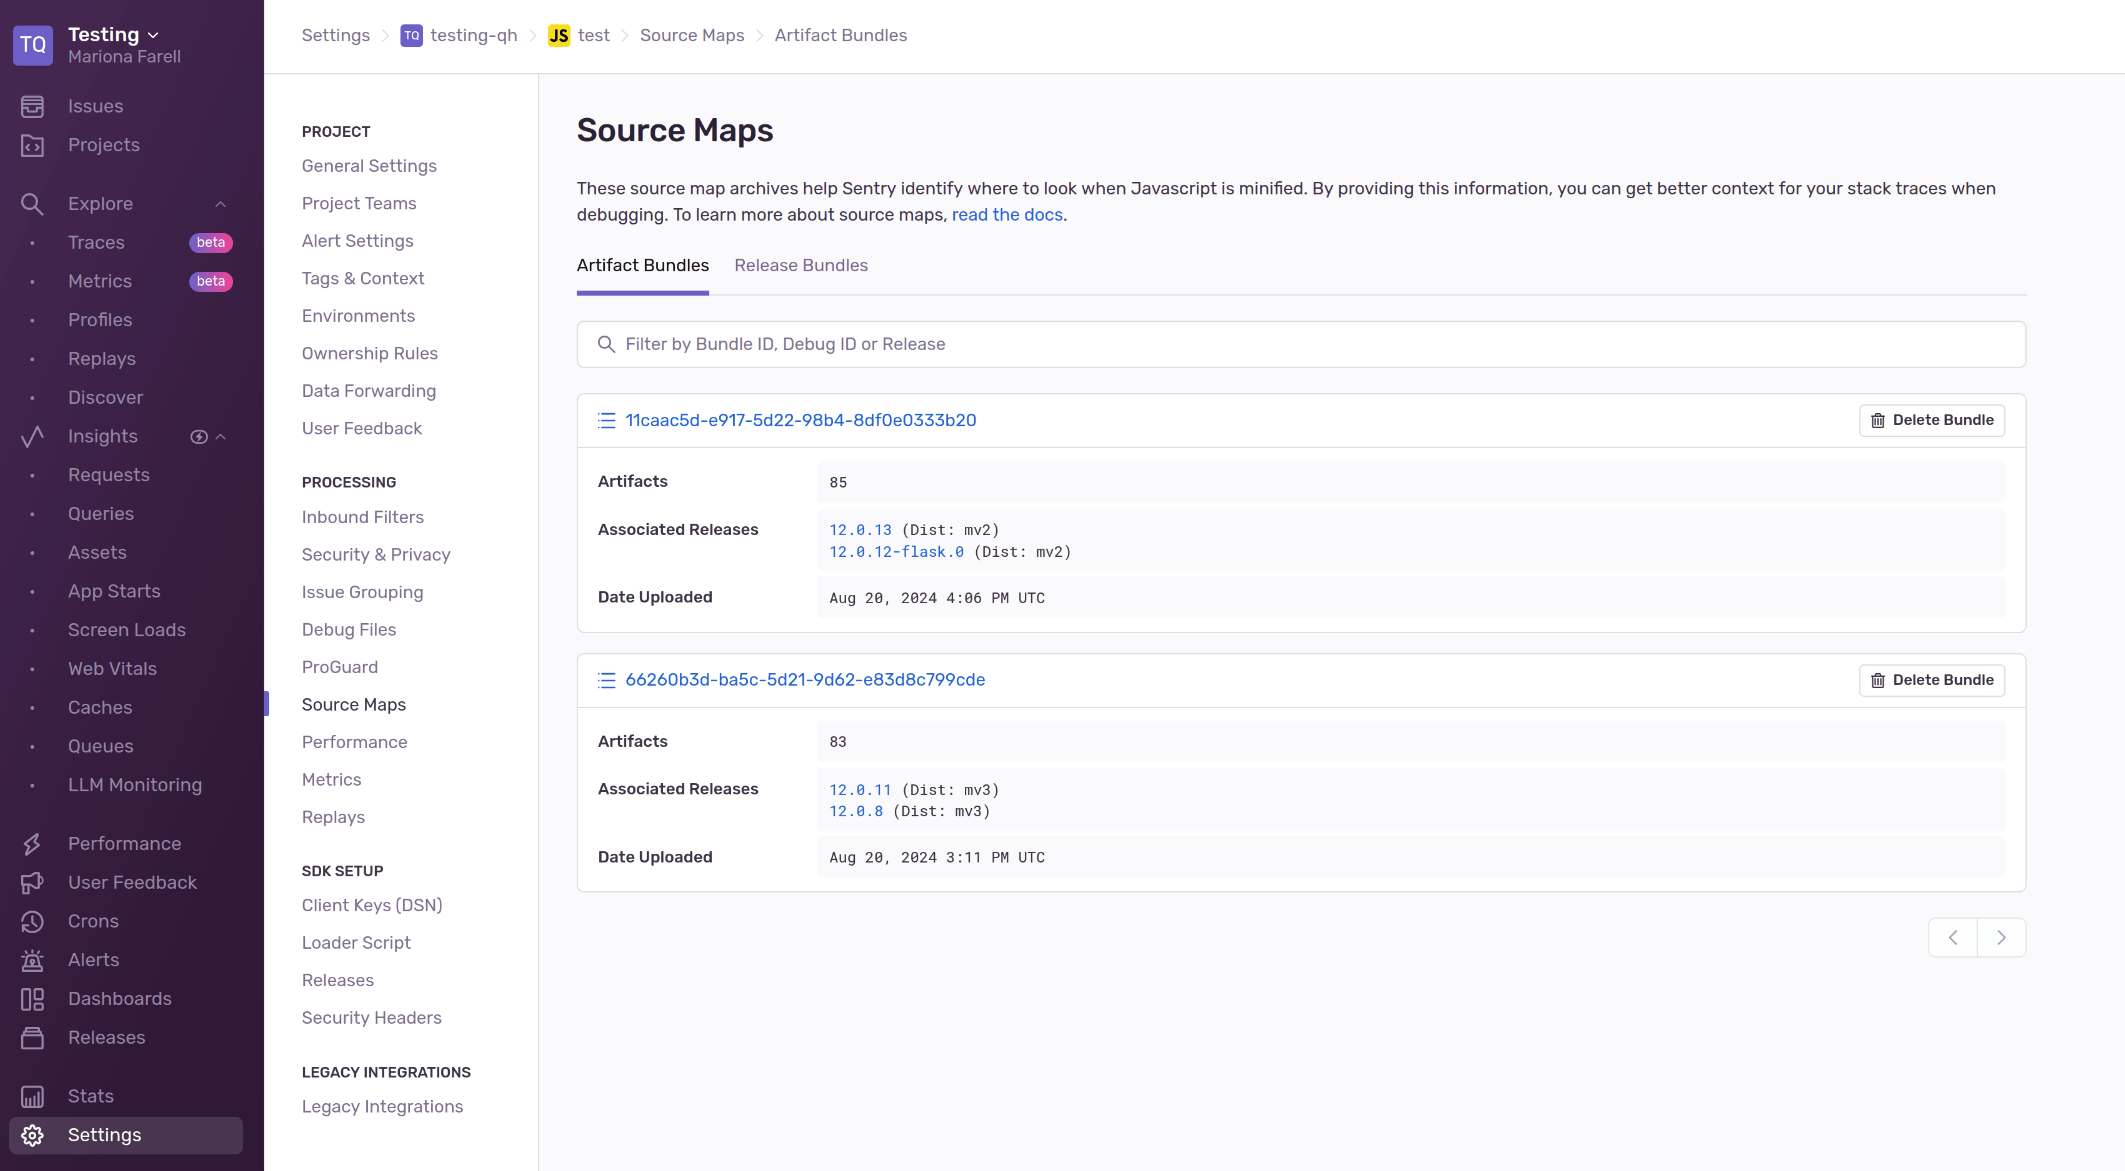 TQ
Testing
Mariona Farell
Issues
Projects
Explore
Traces beta
Metrics beta
Profiles
Replays
Discover
Insights
Requests
Queries
Assets
App Starts
Screen Loads
Web Vitals
Caches
Queues
LLM Monitoring
Performance
User Feedback
Crons
Alerts
Dashboards
Releases
Stats
Settings
Settings TQ testing-qh JS test Source Maps Artifact Bundles
PROJECT
General Settings
Project Teams
Alert Settings
Tags & Context
Environments
Ownership Rules
Data Forwarding
User Feedback
PROCESSING
Inbound Filters
Security & Privacy
Issue Grouping
Debug Files
ProGuard
Source Maps
Performance
Metrics
Replays
SDK SETUP
Client Keys (DSN)
Loader Script
Releases
Security Headers
LEGACY INTEGRATIONS
Legacy Integrations
Source Maps
These source map archives help Sentry identify where to look when Javascript is minified. By providing this information, you can get better context for your stack traces when
debugging. To learn more about source maps, read the docs.
Artifact Bundles Release Bundles
Filter by Bundle ID, Debug ID or Release
11caac5d-e917-5d22-98b4-8df0e0333b20 Delete Bundle
Artifacts 85
Associated Releases 12.0.13 (Dist: mv2)
12.0.12-flask.0 (Dist: mv2)
Date Uploaded Aug 20, 2024 4:06 PM UTC
66260b3d-ba5c-5d21-9d62-e83d8c799cde Delete Bundle
Artifacts 83
Associated Releases 12.0.11 (Dist: mv3)
12.0.8 (Dist: mv3)
Date Uploaded Aug 20, 2024 3:11 PM UTC